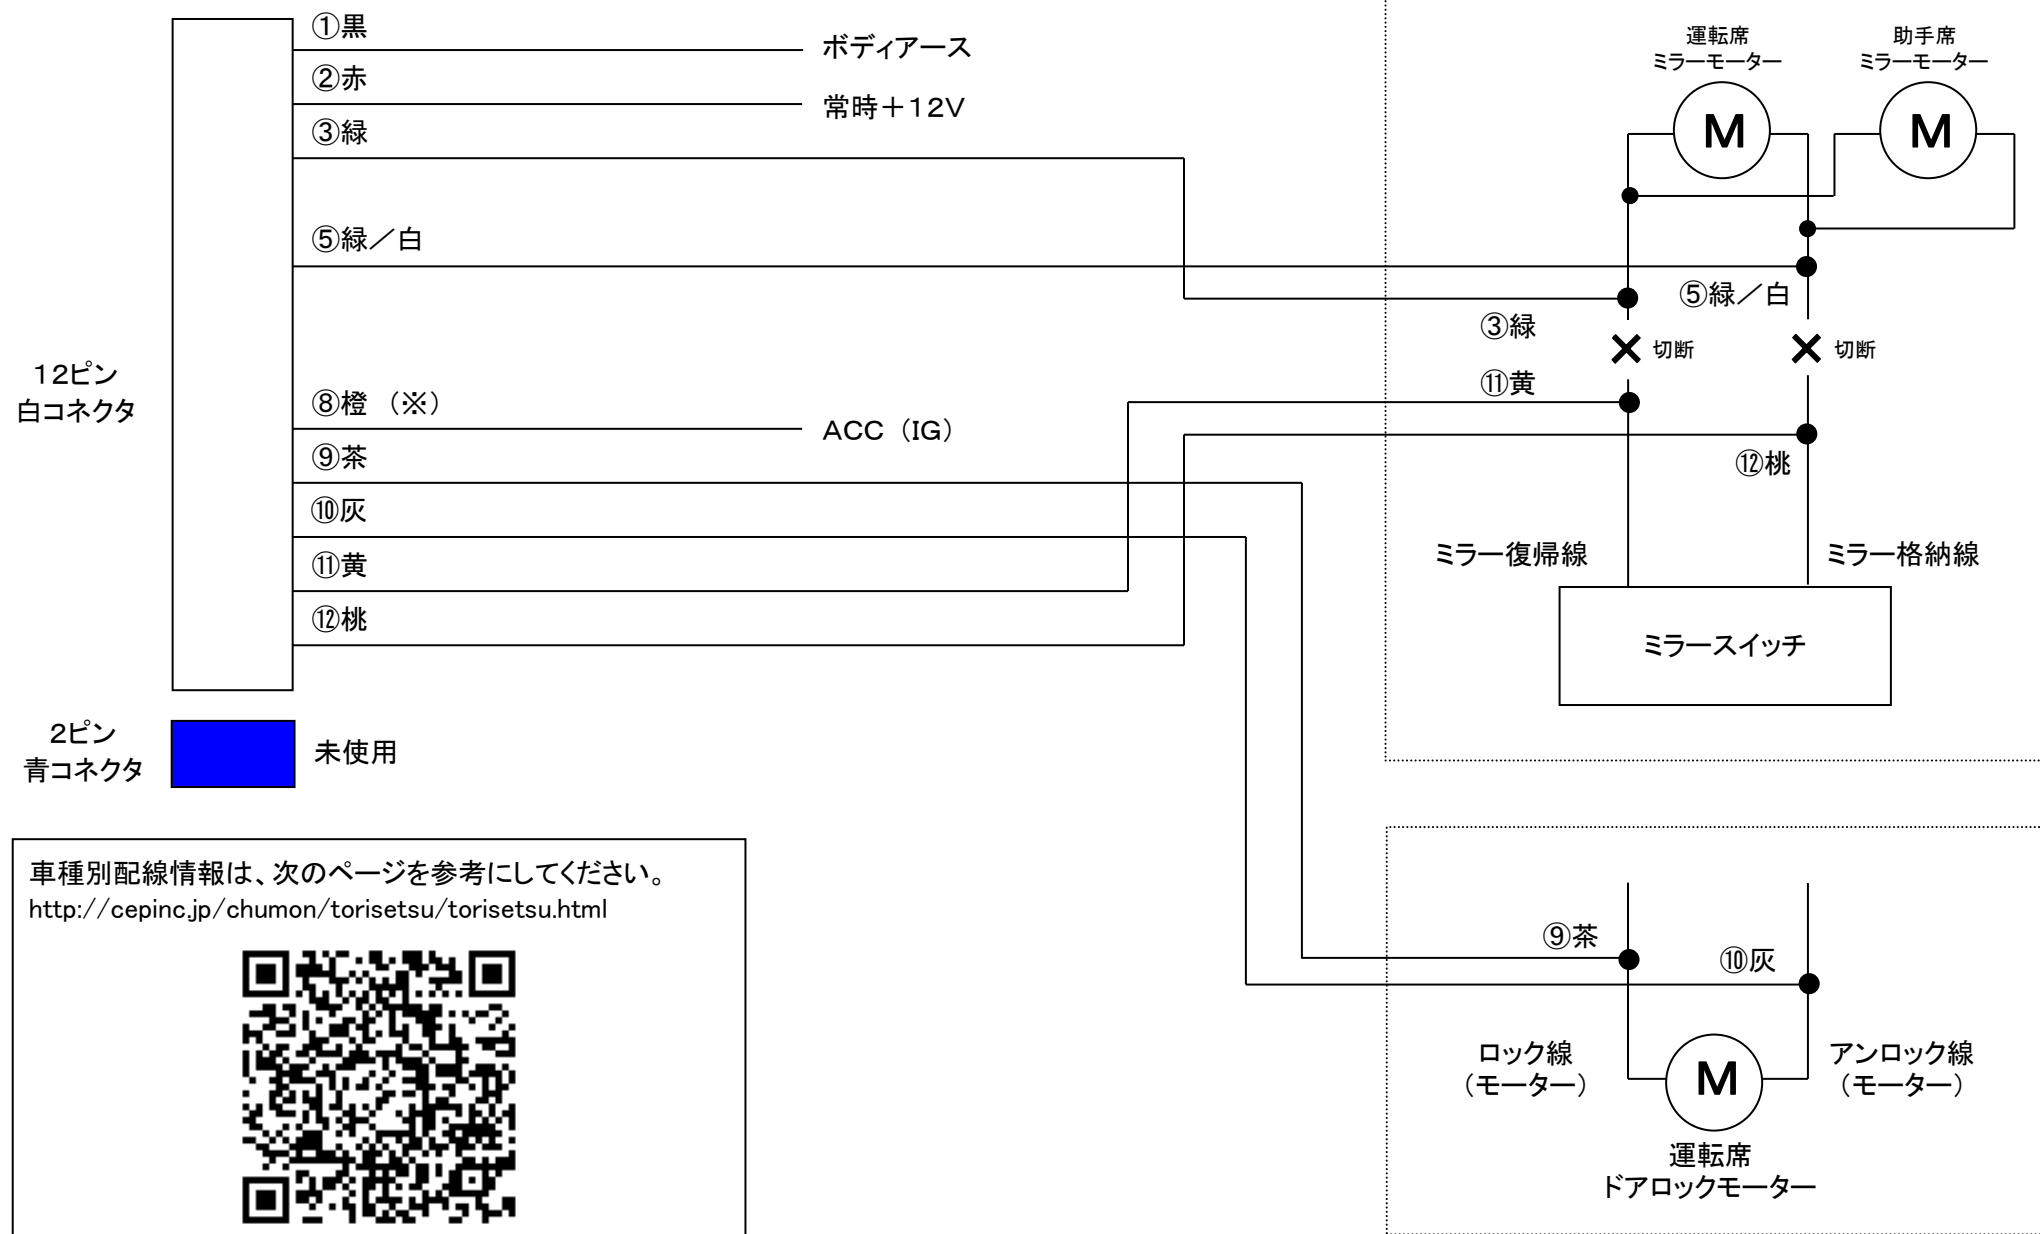 ①黒
ボディアース
②赤
常時＋１２Ｖ
③緑
⑤緑／白
12ピン
白コネクタ
⑧橙 （※）
ACC （IG）
⑨茶
⑩灰
⑪黄
⑫桃
2ピン
青コネクタ
未使用
運転席
ミラーモーター
助手席
ミラーモーター
M
M
⑤緑／白
③緑
切断
切断
⑪黄
⑫桃
ミラー復帰線
ミラー格納線
ミラースイッチ
車種別配線情報は、次のページを参考にしてください。
http://cepinc.jp/chumon/torisetsu/torisetsu.html
⑨茶
⑩灰
ロック線
（モーター）
M
アンロック線
（モーター）
運転席
ドアロックモーター